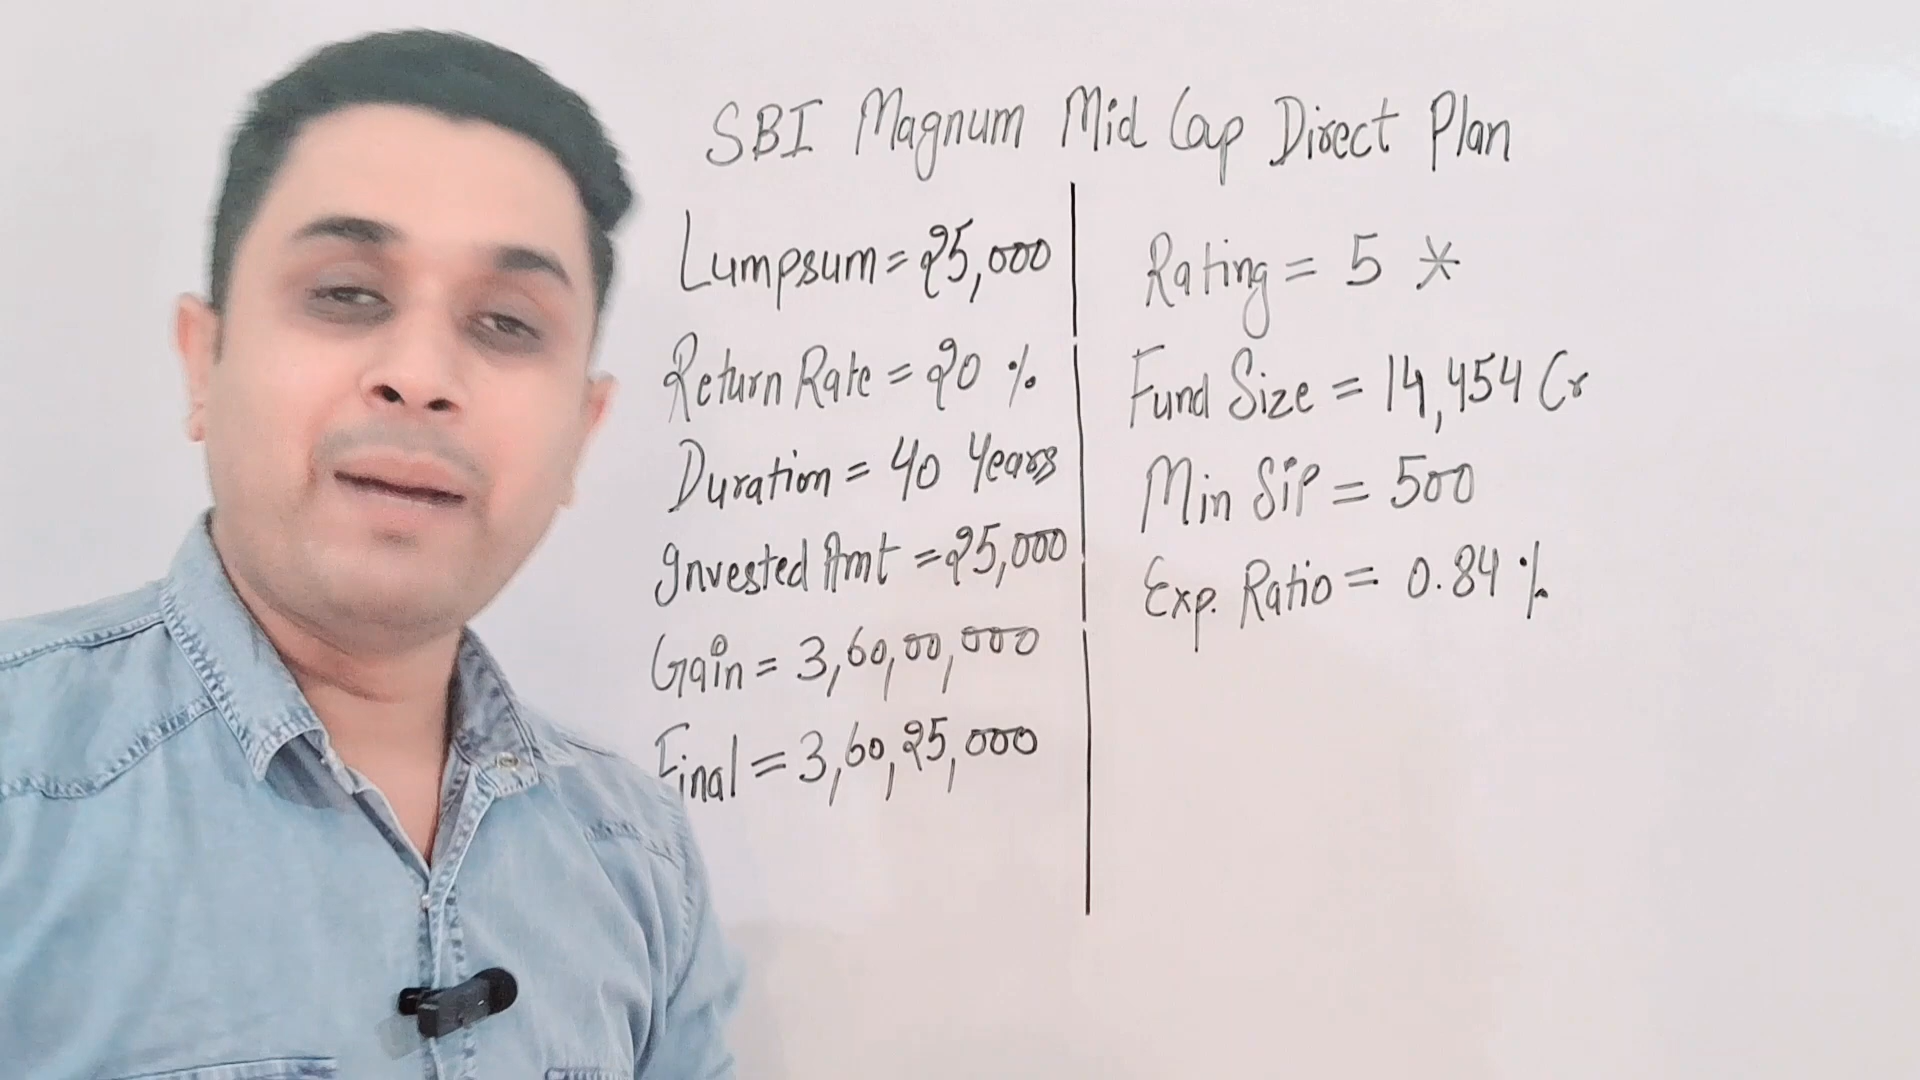 SBI Magnum Mid Cap Direct Plan
Lumpsum = 25,000
Return Rate = 20 %
Duration = 40 Years
Invested Amt = 25,000
Gain = 3,60,00,000
Final = 3,60,25,000
Rating = 5 *
Fund Size = 14,454 Cr
Min SIP = 500
Exp. Ratio = 0.84 %